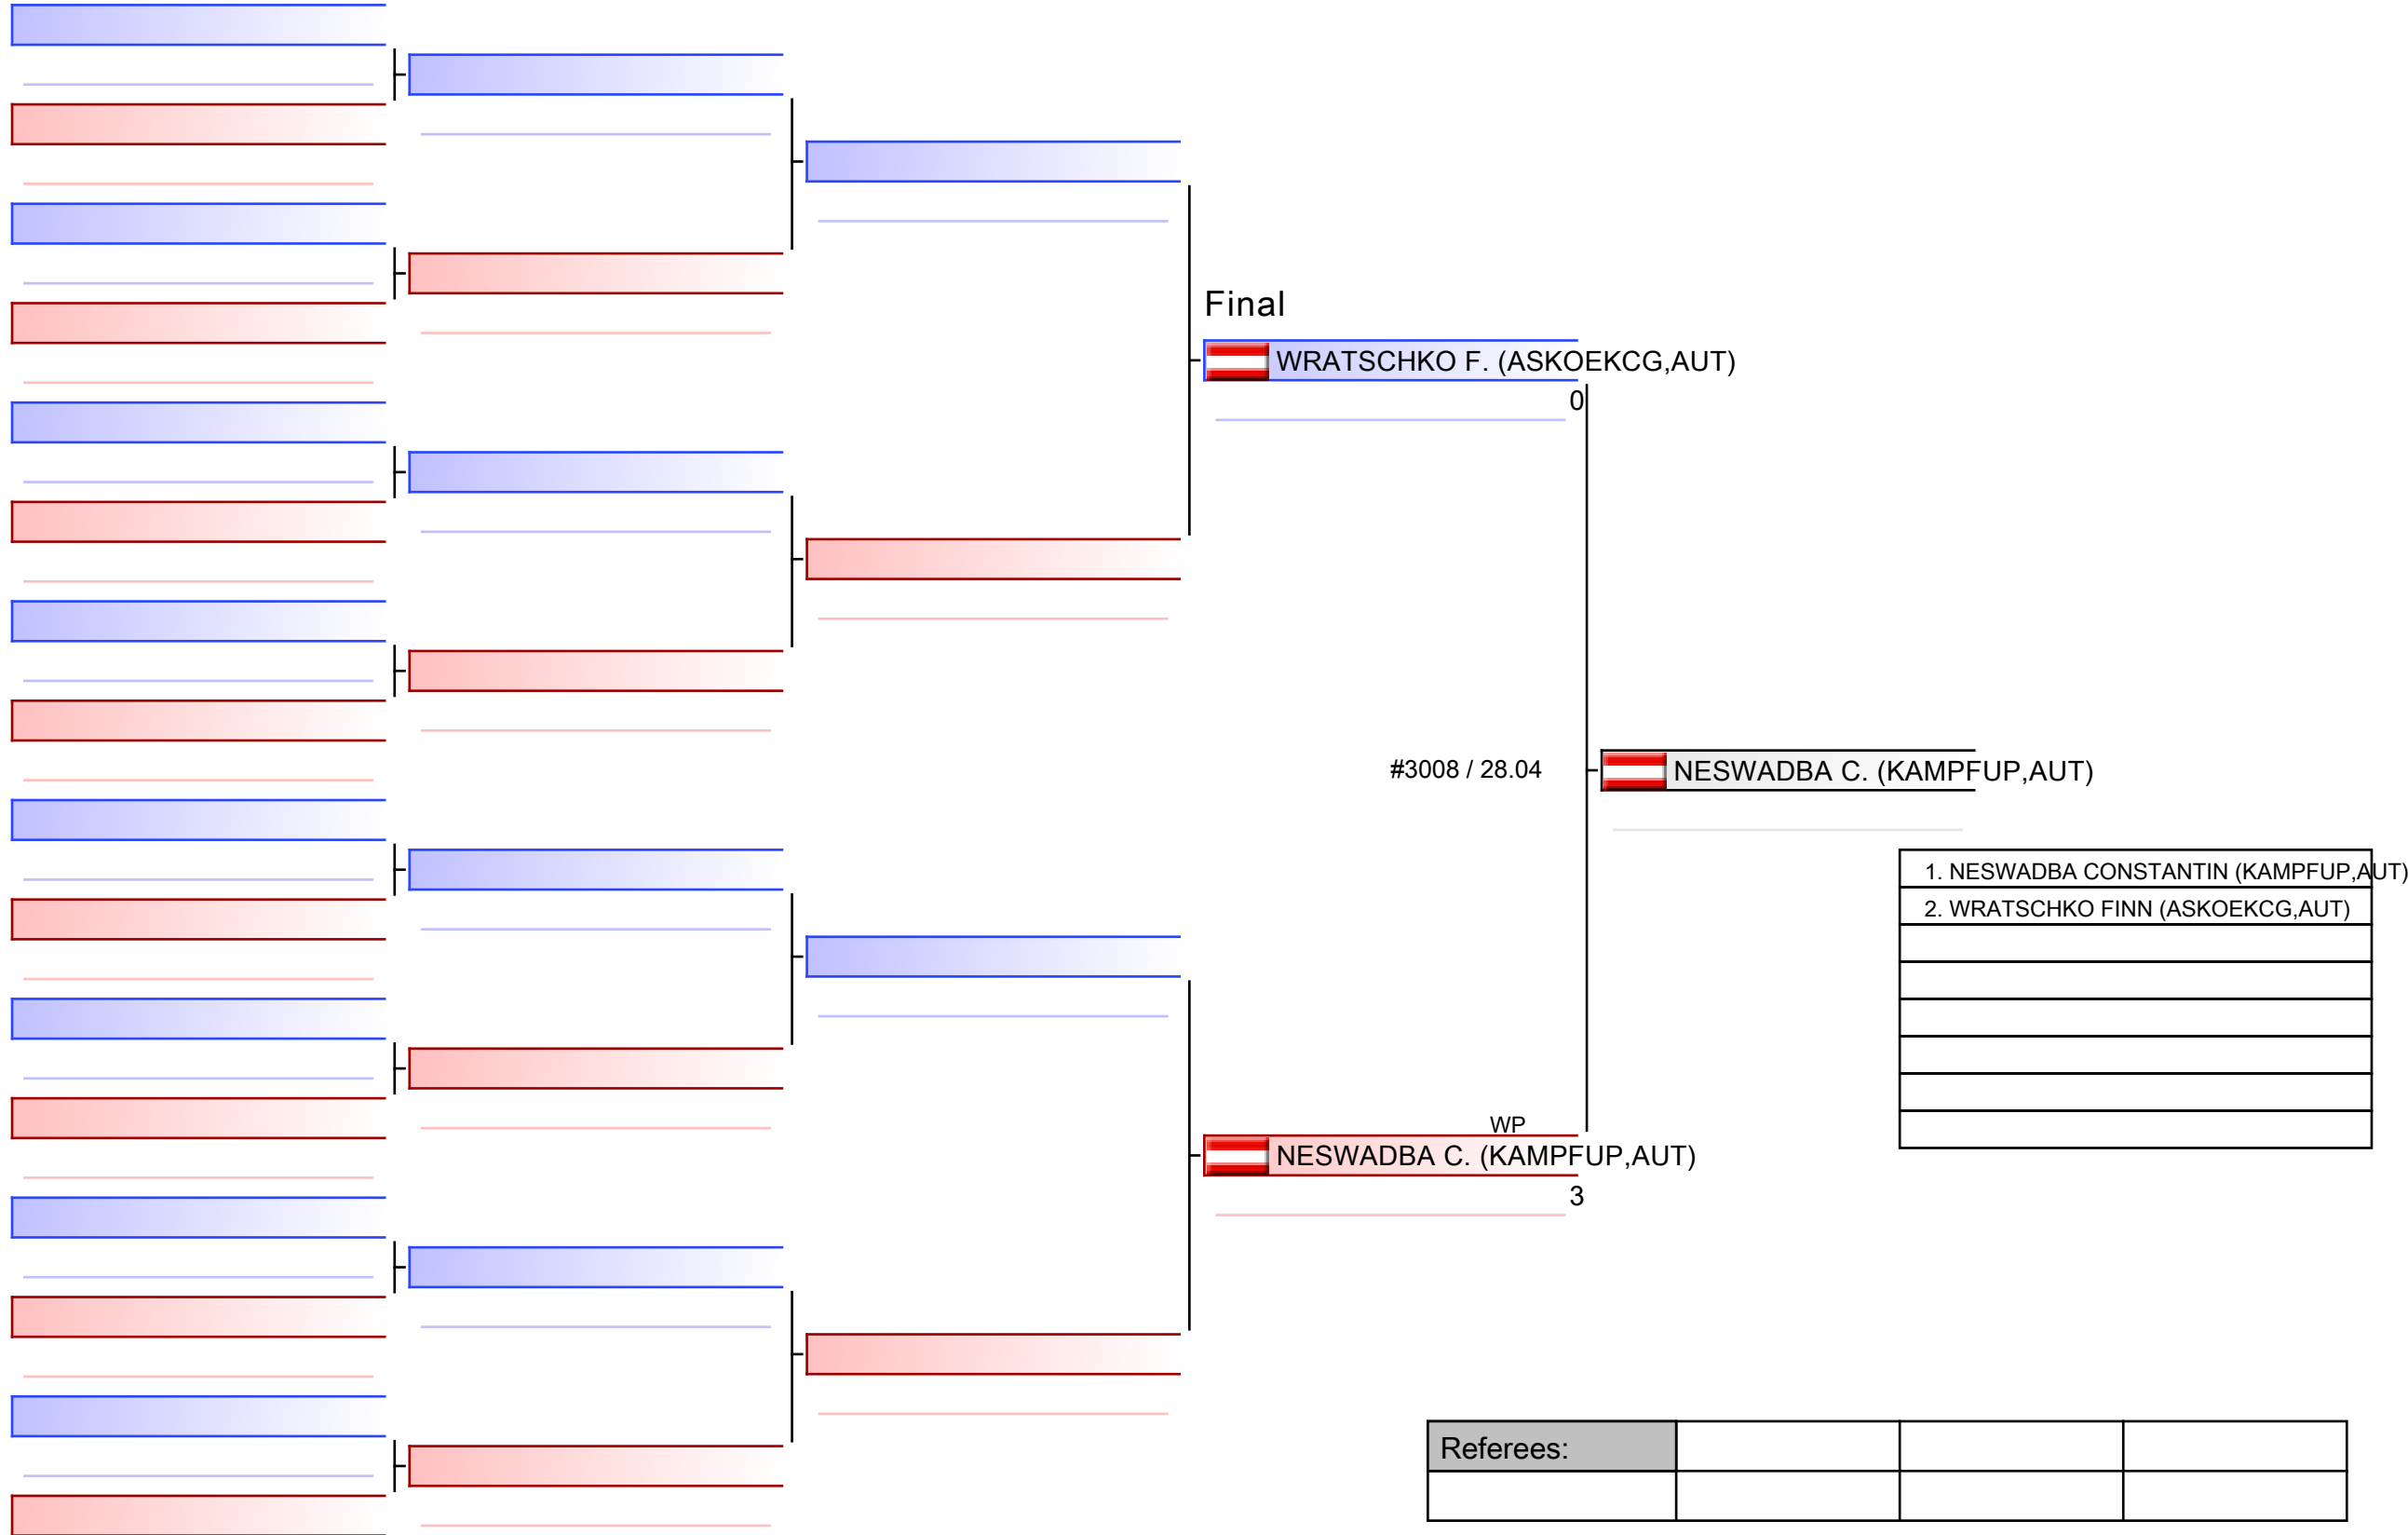 Final
WRATSCHKO F. (ASKOEKCG,AUT)
0
#3008 / 28.04
NESWADBA C. (KAMPFUP,AUT)
1. NESWADBA CONSTANTIN (KAMPFUP,AUT)
2. WRATSCHKO FINN (ASKOEKCG,AUT)
WP
NESWADBA C. (KAMPFUP,AUT)
3
Referees: